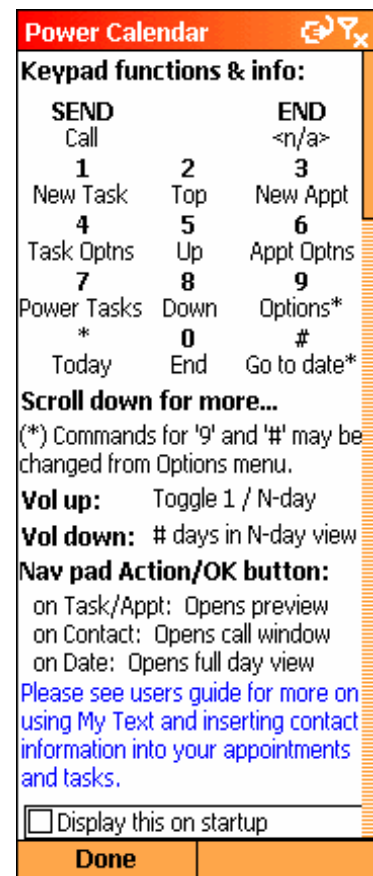 Power Calendar
Keypad functions & info:
SEND END
Call <n/a>
1 2 3
New Task Top New Appt
4 5 6
Task Optns Up Appt Optns
7 8 9
Power Tasks Down Options*
* 0 #
Today End Go to date*
Scroll down for more...
(*) Commands for '9' and '#' may be
changed from Options menu.
Vol up: Toggle 1 / N-day
Vol down: # days in N-day view
Nav pad Action/OK button:
on Task/Appt: Opens preview
on Contact: Opens call window
on Date: Opens full day view
Please see users guide for more on
using My Text and inserting contact
information into your appointments
and tasks.
Display this on startup
Done